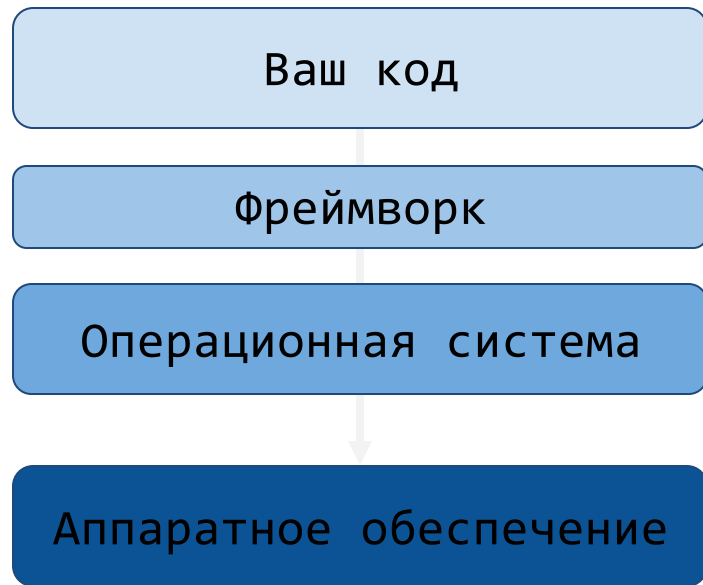 Ваш код
Фреймворк
Операционная система
Аппаратное обеспечение